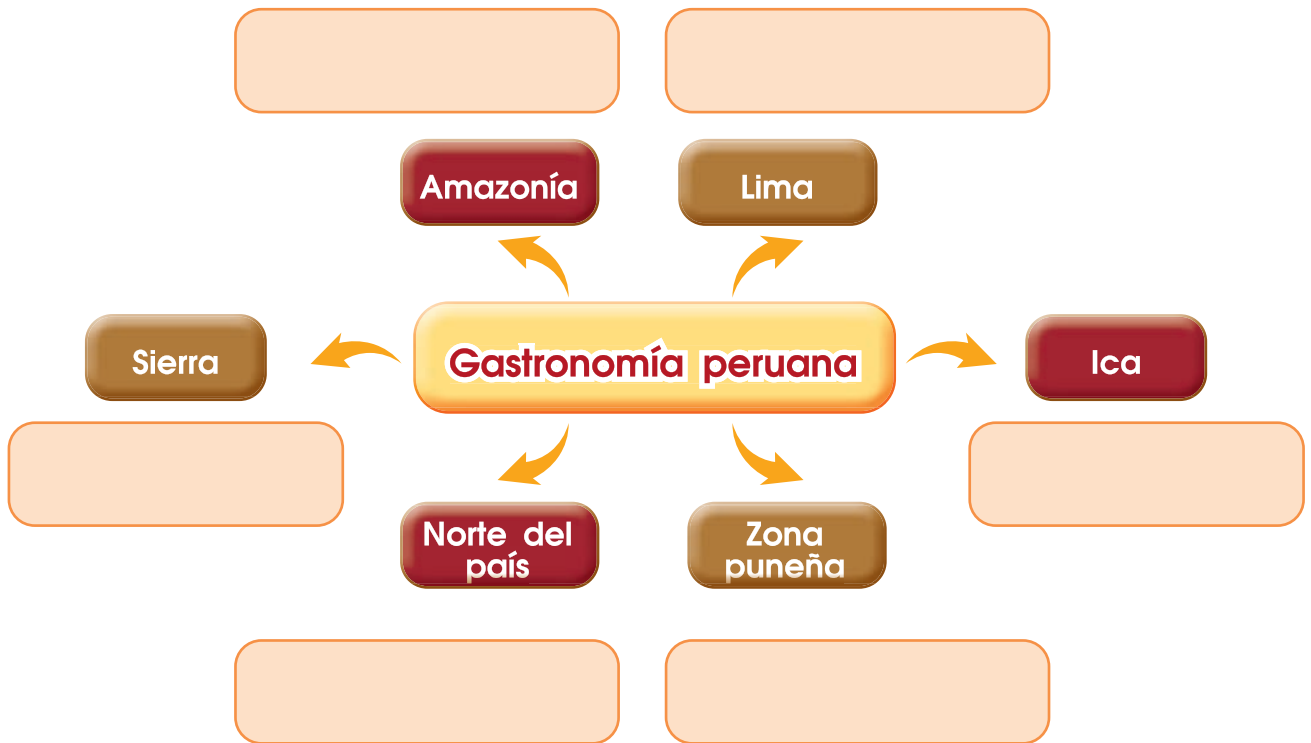 Amazonía
Lima
Sierra
Gastronomía peruana
Ica
Norte del
país
Zona
puneña